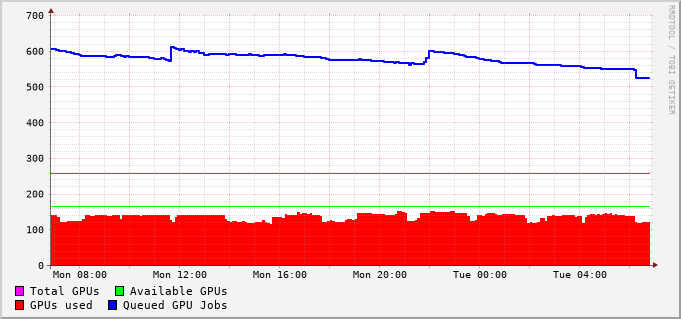 700
600
500
400
300
200
100
0
Mon 08:00 Mon 12:00 Mon 16:00 Mon 20:00 Tue 00:00 Tue 04:00
Total GPUs Available GPUs
GPUs used Queued GPU Jobs
RRDTOOL / TOBI OETIKER